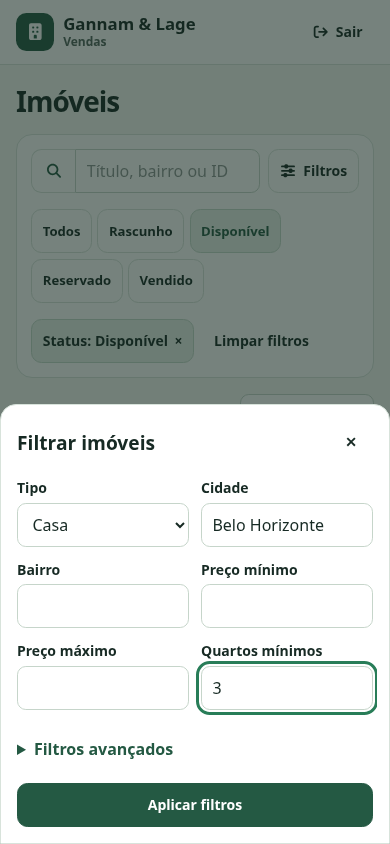 Gannam & Lage
Vendas
Sair
Imóveis
Título, bairro ou ID
Filtros
Todos
Rascunho
Disponível
Reservado
Vendido
Status: Disponível ×
Limpar filtros
Filtrar imóveis
×
Tipo
Cidade
Casa
Belo Horizonte
Bairro
Preço mínimo
Preço máximo
Quartos mínimos
3
Filtros avançados
Aplicar filtros